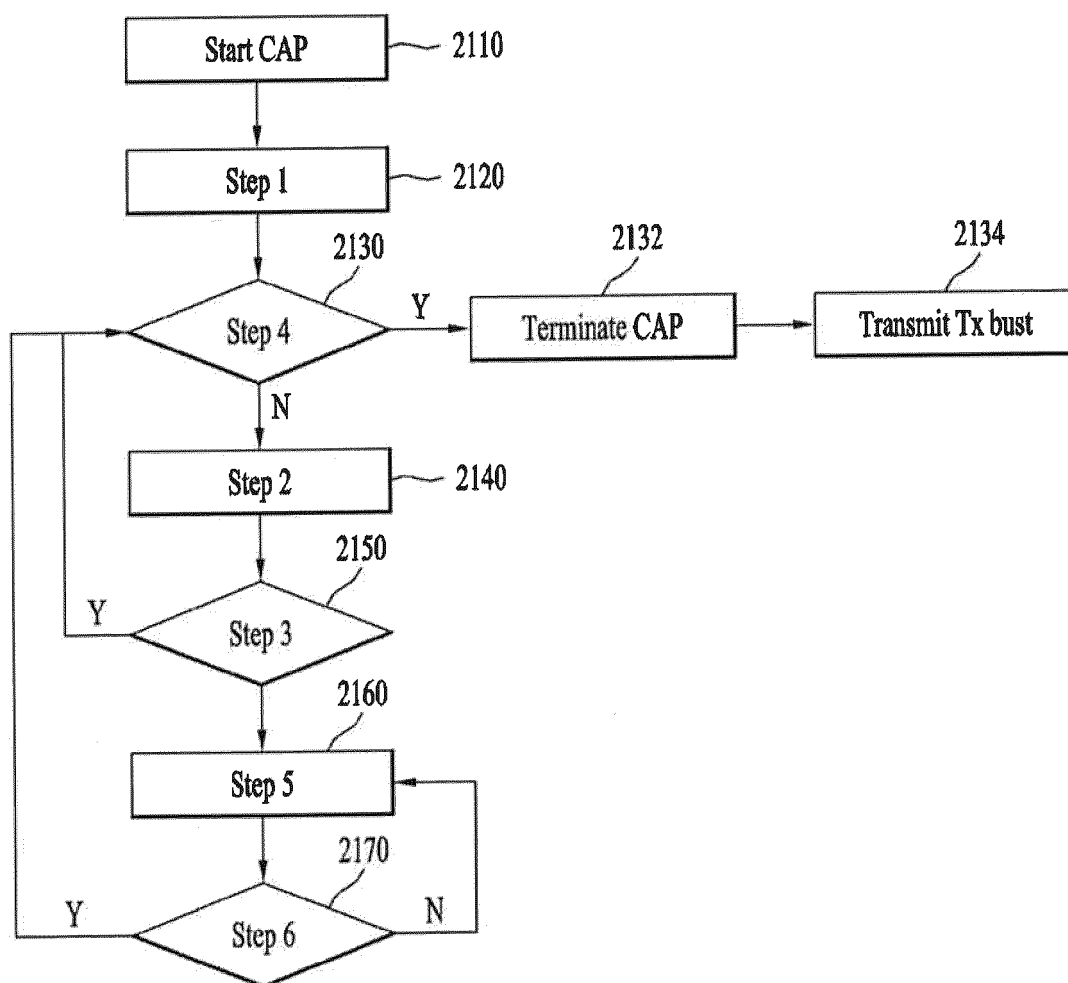 Start CAP
2110
Step 1
2120
2130
Step 4
Y
2132
Terminate CAP
2134
Transmit Tx bust
N
Step 2
2140
2150
Y
Step 3
2160
Step 5
2170
Y
Step 6
N